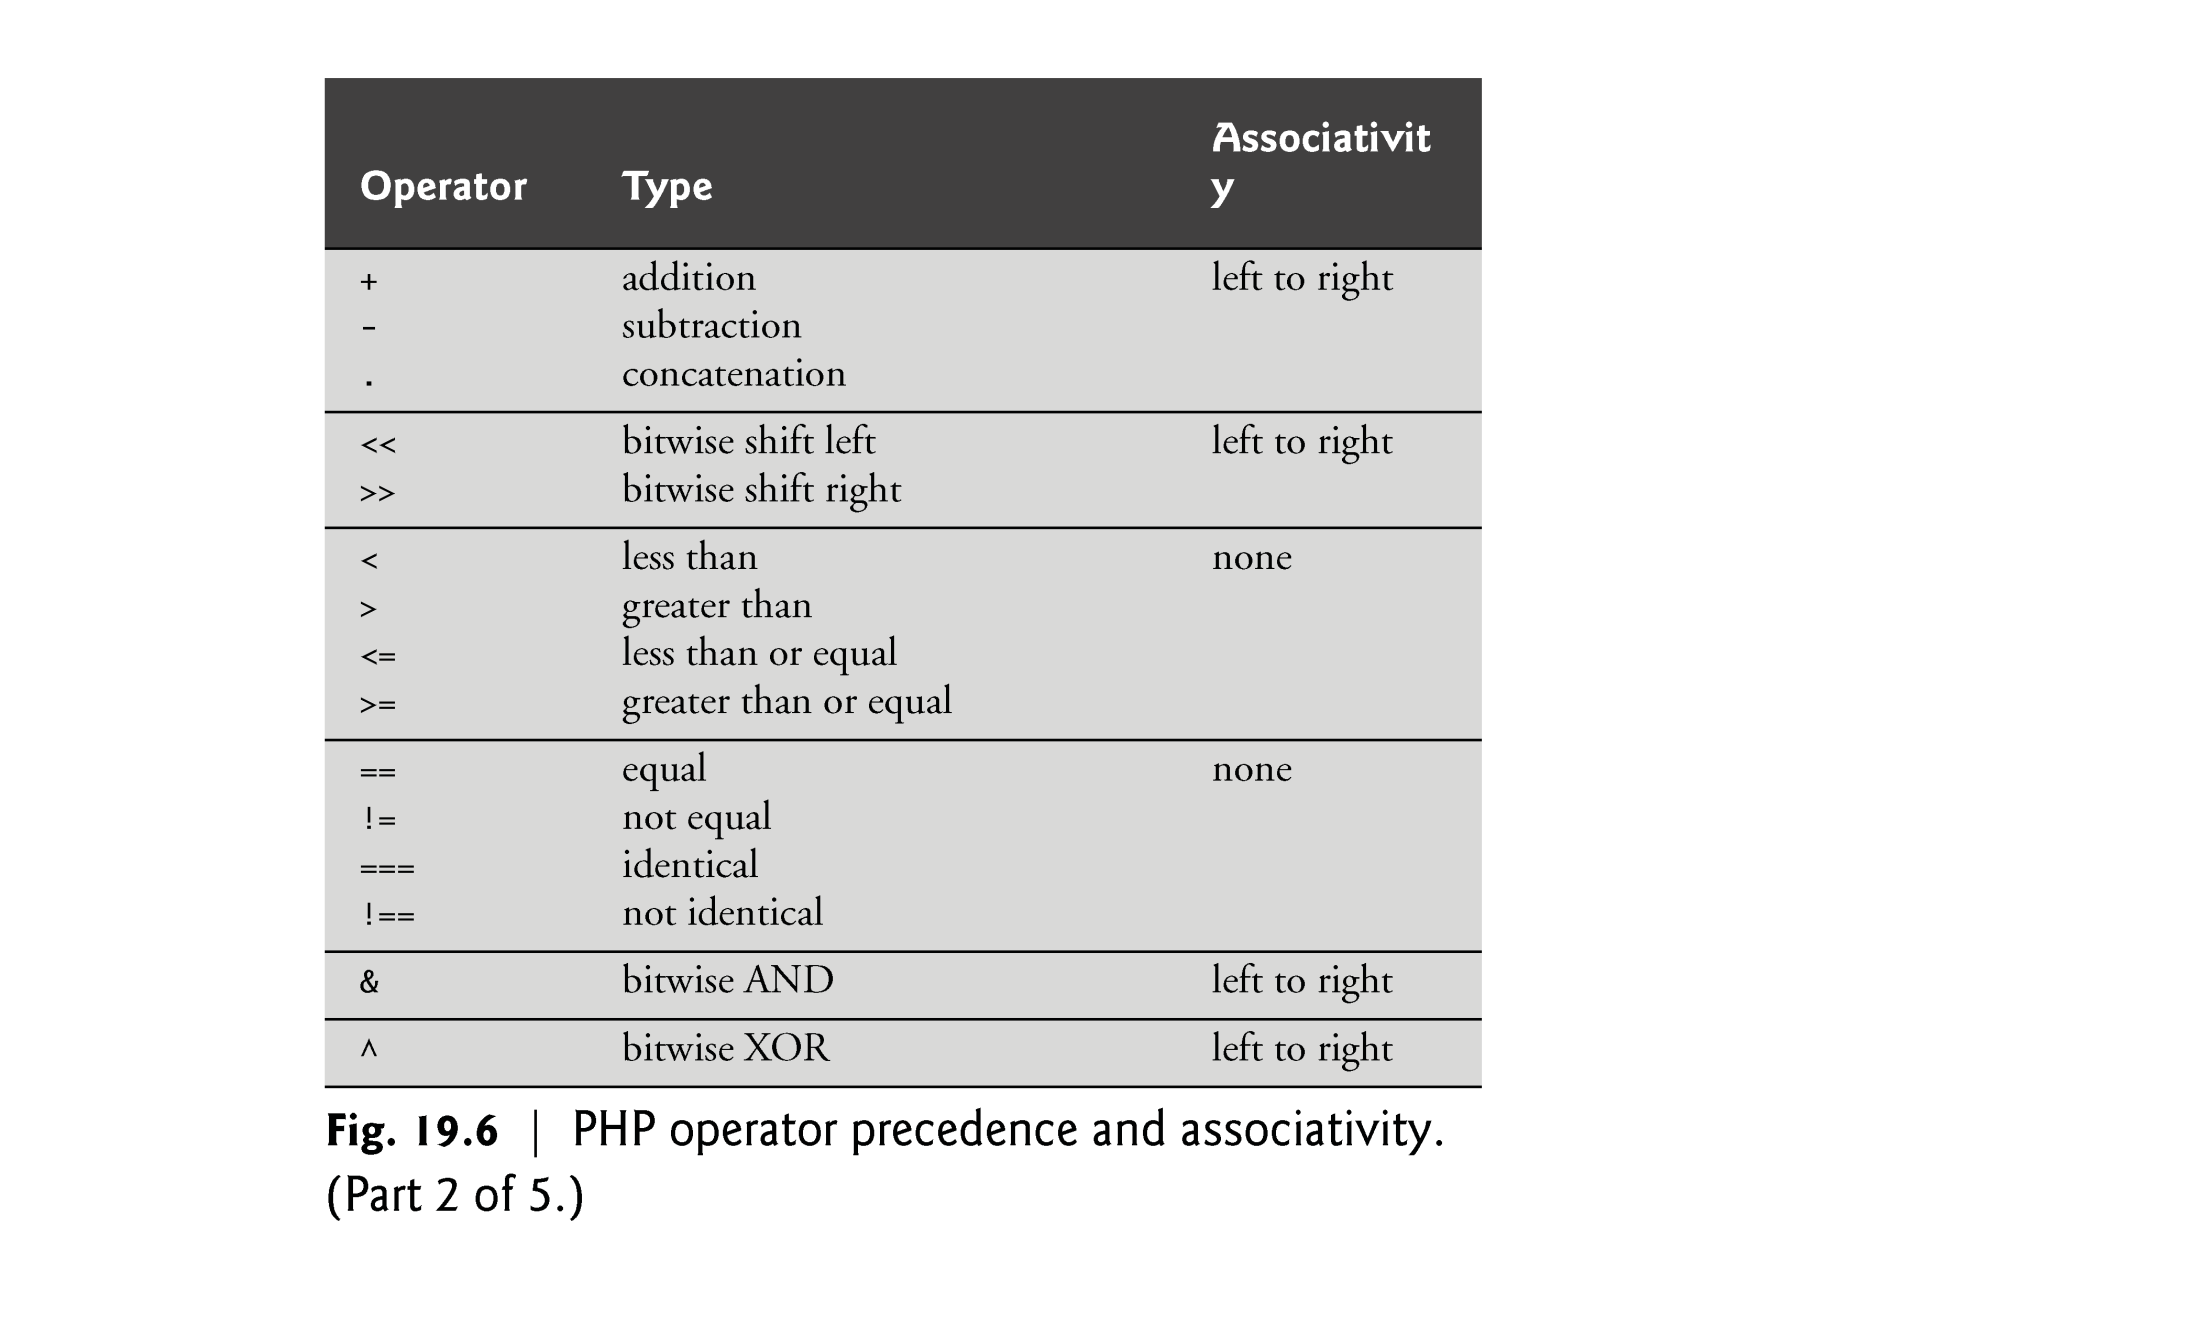 Operator Type Associativit
y
+ addition left to right
- subtraction
. concatenation
<< bitwise shift left left to right
>> bitwise shift right
< less than none
> greater than
<= less than or equal
>= greater than or equal
== equal none
!= not equal
=== identical
!== not identical
& bitwise AND left to right
^ bitwise XOR left to right
Fig. 19.6 | PHP operator precedence and associativity.
(Part 2 of 5.)